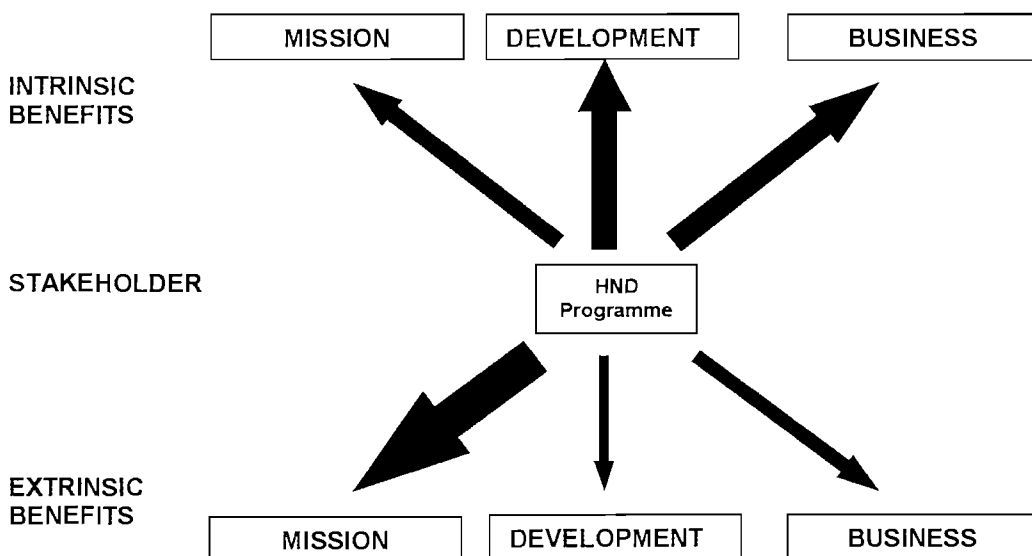 MISSION
DEVELOPMENT
BUSINESS
INTRINSIC
BENEFITS
STAKEHOLDER
HND
Programme
EXTRINSIC
BENEFITS
MISSION
DEVELOPMENT
BUSINESS